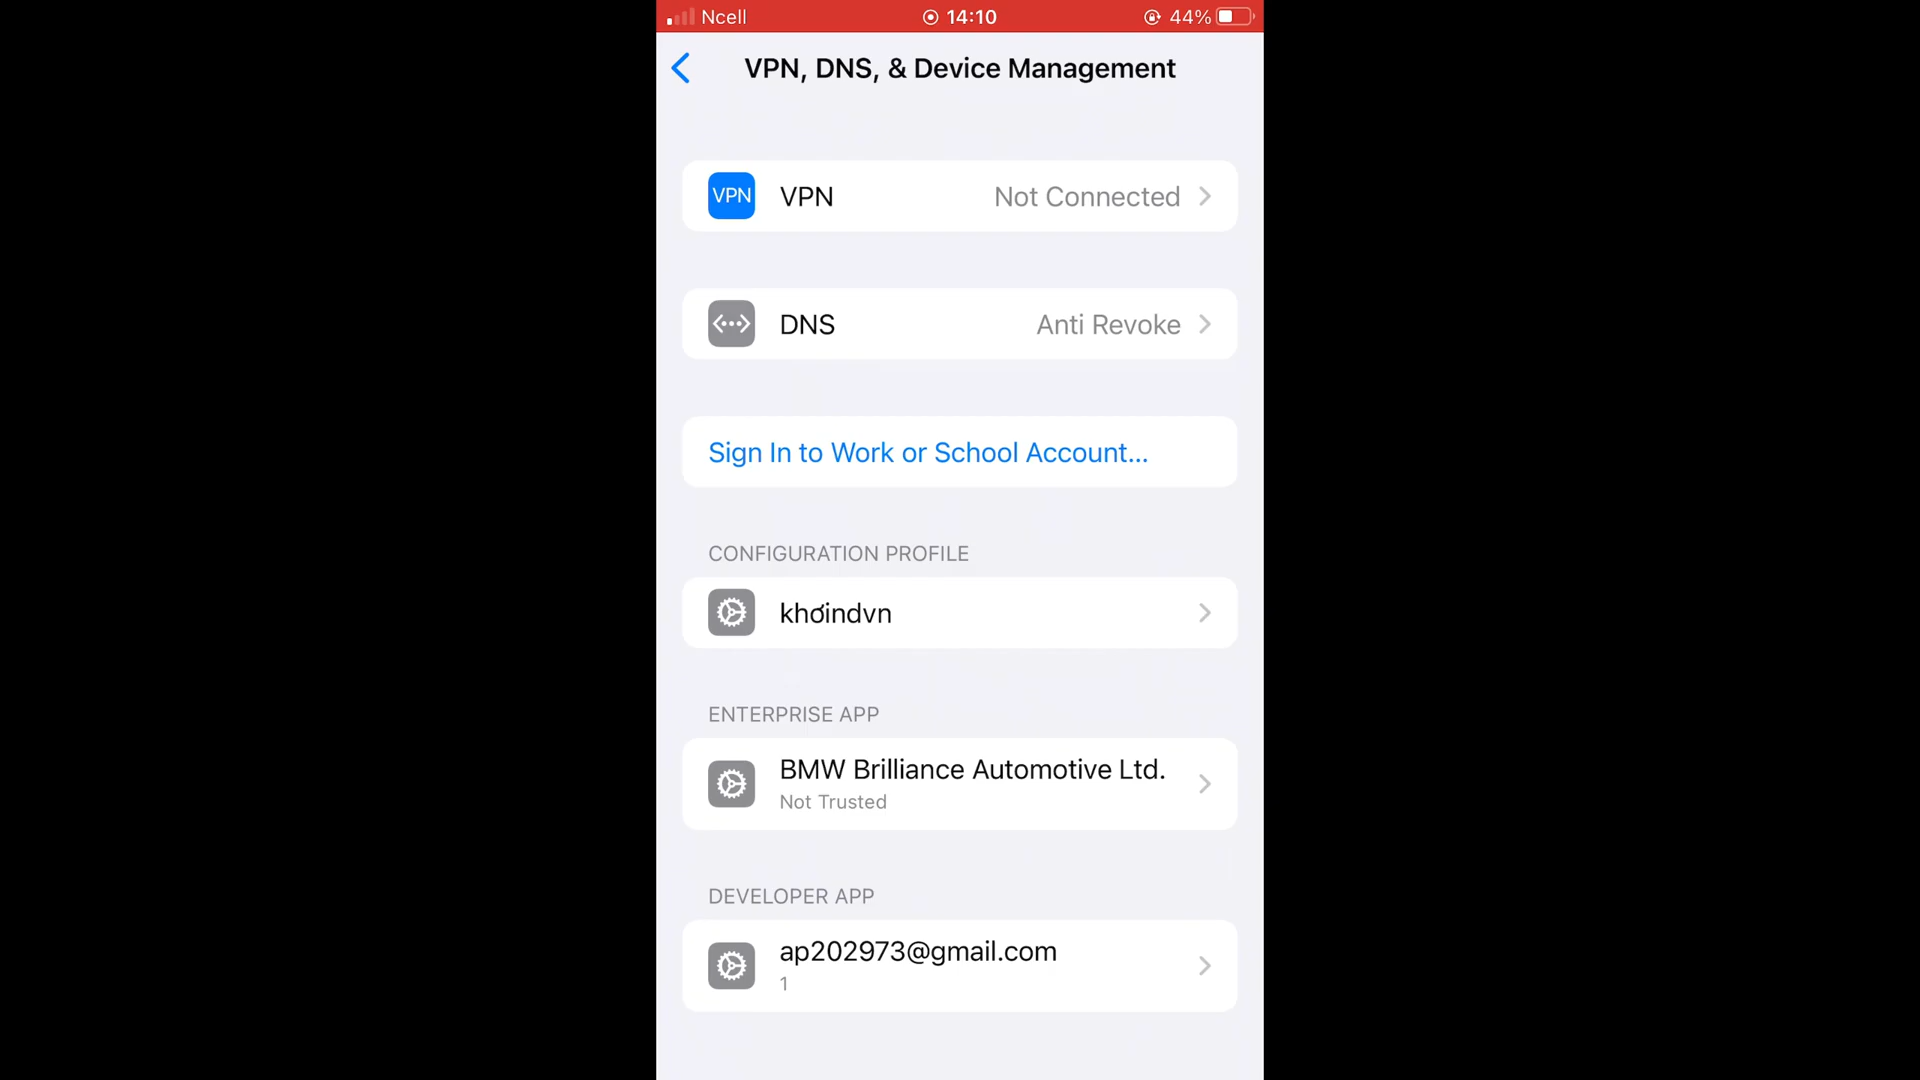 Ncell 14:10 44%
VPN, DNS, & Device Management
VPN VPN Not Connected
DNS Anti Revoke
Sign In to Work or School Account...
CONFIGURATION PROFILE
khơindvn
ENTERPRISE APP
BMW Brilliance Automotive Ltd.
Not Trusted
DEVELOPER APP
ap202973@gmail.com
1